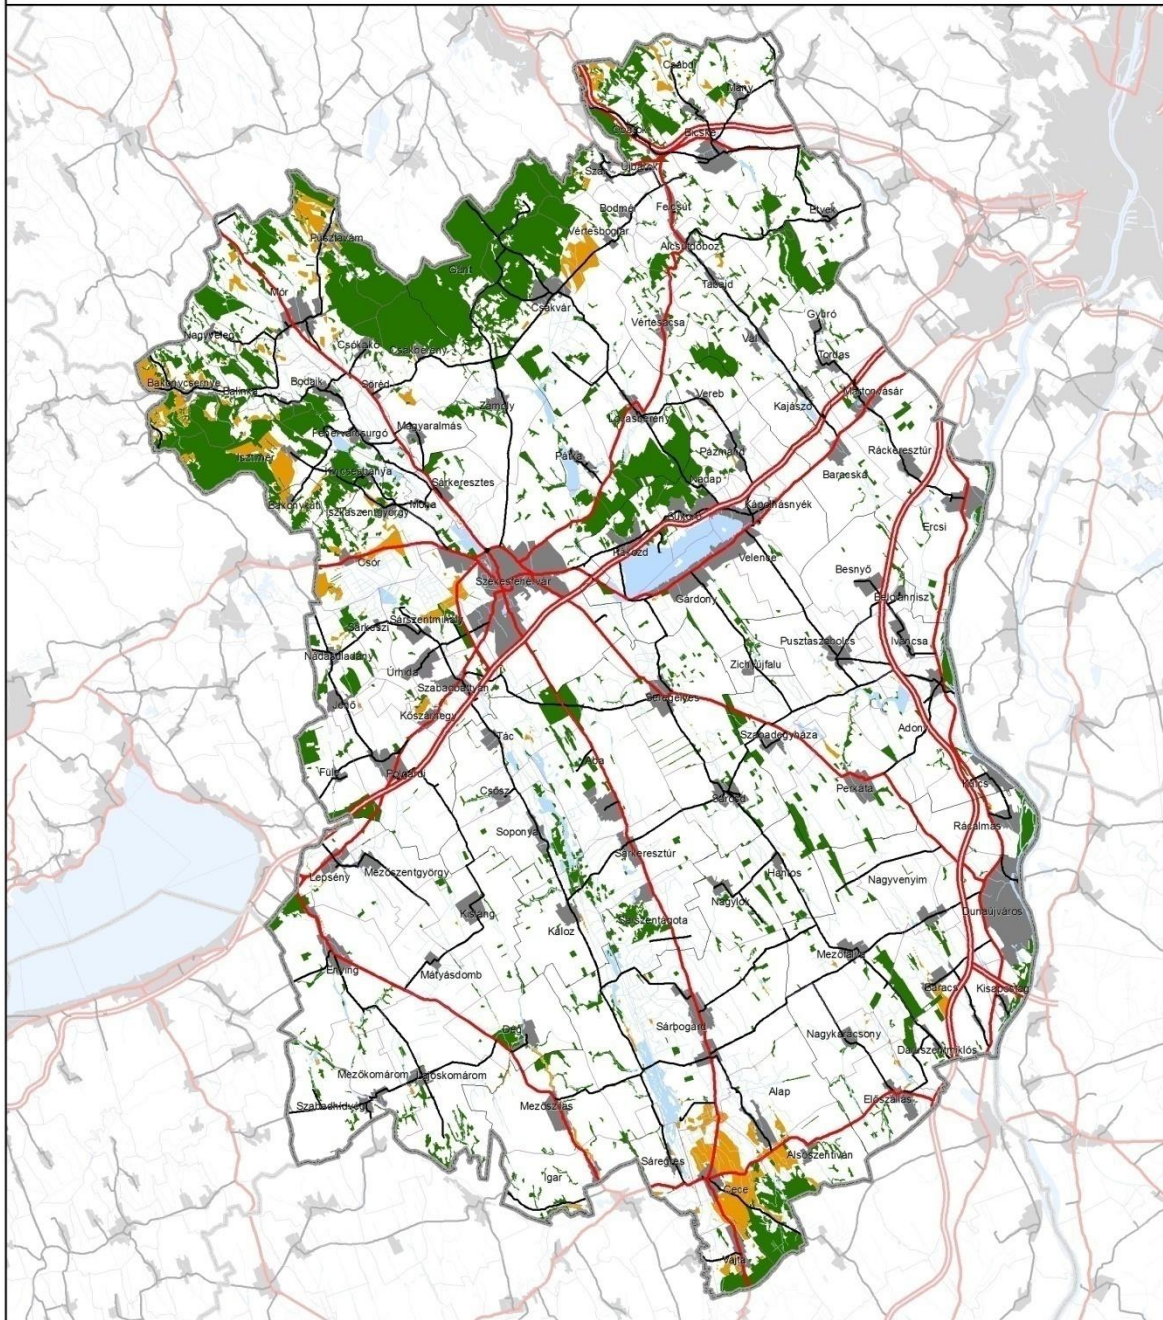 Csabdi
Mány
Bicske
Szár
Újbarok
Bodmér
Felcsút
Etyek
Vértesboglár
Alcsútdoboz
Pusztavám
Gánt
Tabajd
Mór
Csákvár
Vértesacsa
Gyúró
Nagyveleg
Csókakő
Csákberény
Vál
Tordas
Bakonycsernye
Balinka
Bodajk
Söréd
Vereb
Kajászó
Martonvásár
Zámoly
Lovasberény
Fehérvárcsurgó
Magyaralmás
Pázmánd
Isztimér
Pátka
Ráckeresztúr
Baracska
Kincsesbánya
Sárkeresztes
Nadap
Bakonykúti
Iszkaszentgyörgy
Moha
Sukoró
Kápolnásnyék
Ercsi
Pákozd
Velence
Csór
Székesfehérvár
Besnyő
Gárdony
Beloiannisz
Sárszentmihály
Sárkeszi
Iváncsa
Nádasdladány
Pusztaszabolcs
Úrhida
Zichyújfalu
Szabadbattyán
Jenő
Seregélyes
Kőszárhegy
Adony
Tác
Szabadegyháza
Füle
Polgárdi
Aba
Kulcs
Csősz
Perkáta
Sárosd
Rácalmás
Soponya
Sárkeresztúr
Lepsény
Mezőszentgyörgy
Hantos
Nagyvenyim
Nagylók
Kisláng
Sárszentágota
Dunaújváros
Káloz
Mezőfalva
Enying
Mátyásdomb
Baracs
Kisapostag
Sárbogárd
Dég
Nagykarácsony
Daruszentmiklós
Mezőkomárom
Lajoskomárom
Alap
Előszállás
Szabadhídvég
Mezőszilas
Alsószentiván
Sáregres
Igar
Cece
Vajta